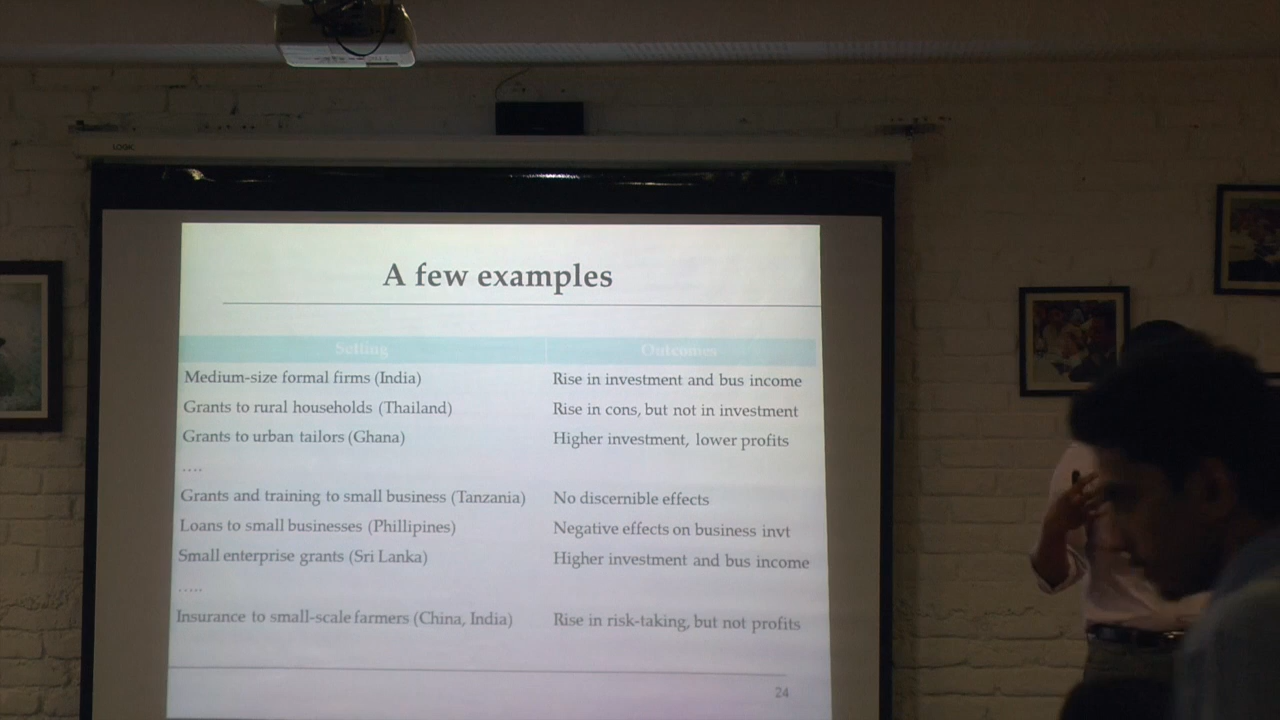 LOGIK
A few examples
Setting Outcomes
Medium-size formal firms (India) Rise in investment and bus income
Grants to rural households (Thailand) Rise in cons, but not in investment
Grants to urban tailors (Ghana) Higher investment, lower profits
....
Grants and training to small business (Tanzania) No discernible effects
Loans to small businesses (Phillipines) Negative effects on business invt
Small enterprise grants (Sri Lanka) Higher investment and bus income
.....
Insurance to small-scale farmers (China, India) Rise in risk-taking, but not profits
24